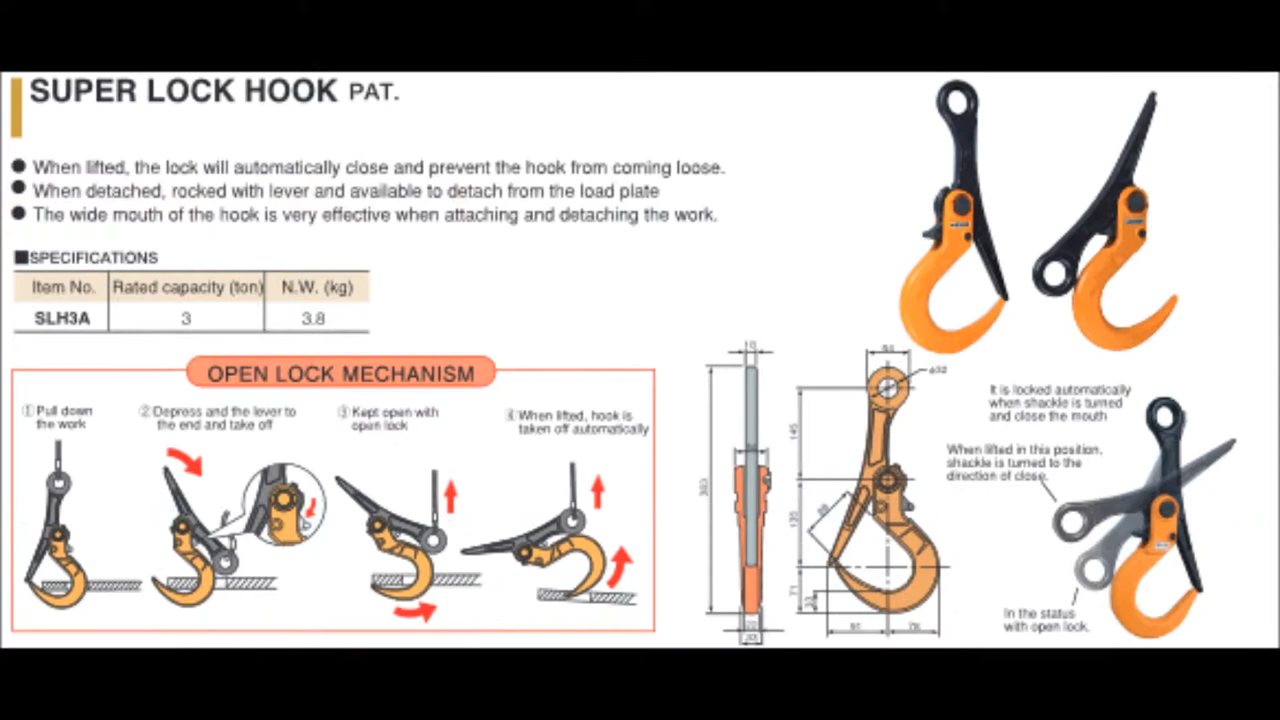 SUPER LOCK HOOK PAT.
● When lifted, the lock will automatically close and prevent the hook from coming loose.
● When detached, rocked with lever and available to detach from the load plate
● The wide mouth of the hook is very effective when attaching and detaching the work.
■SPECIFICATIONS
Item No. Rated capacity (ton) N.W. (kg)
SLH3A 3 3.8
OPEN LOCK MECHANISM
① Pull down
the work
② Depress and the lever to
the end and take off
③ Kept open with
open lock
④ When lifted, hook is
taken off automatically
145
120
71
It is locked automatically
when shackle is turned
and close the mouth
When lifted in this position,
shackle is turned to the
direction of close.
In the status
with open lock.